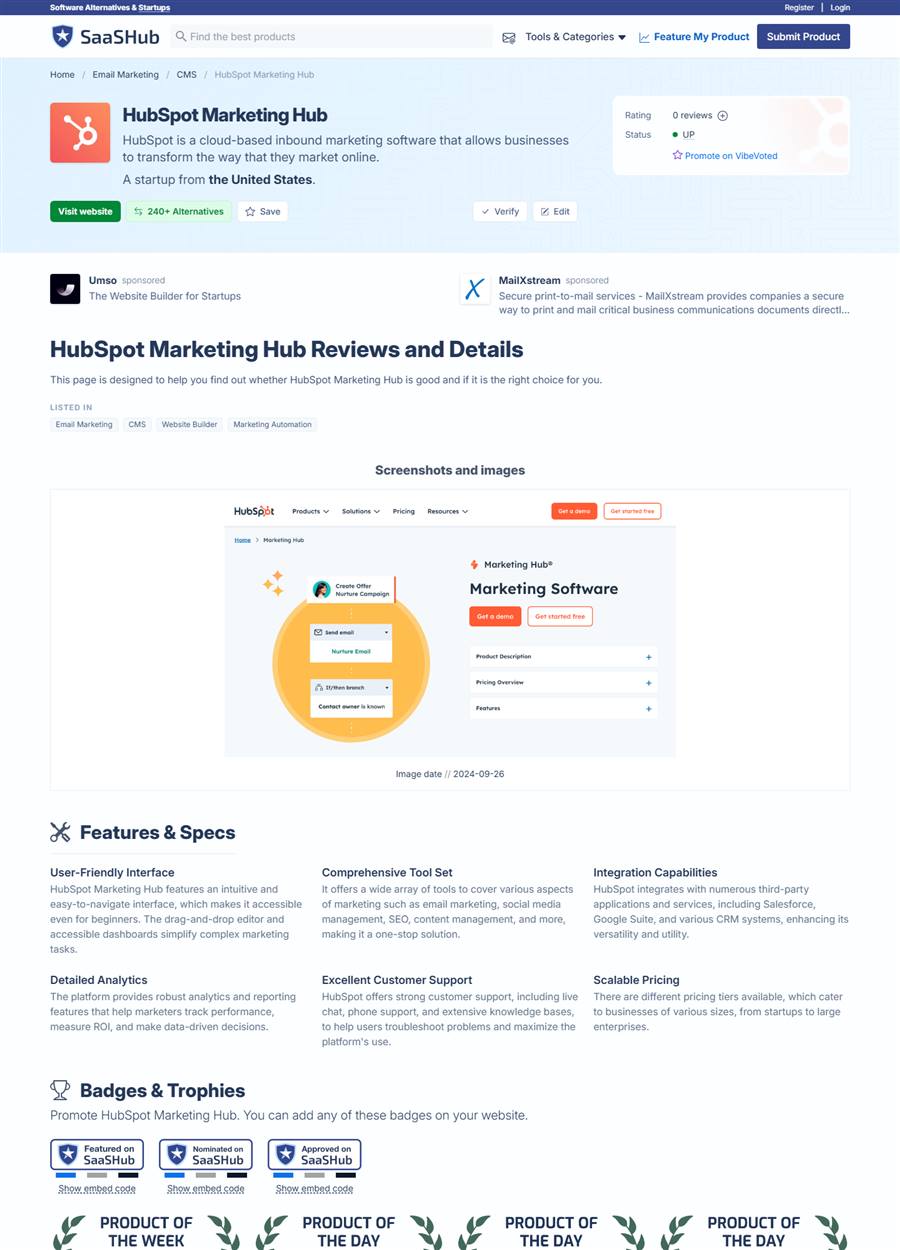 Software Alternatives & Startups
Register | Login
SaaSHub
Find the best products
Tools & Categories
Feature My Product
Submit Product
Home / Email Marketing / CMS / HubSpot Marketing Hub
HubSpot Marketing Hub
HubSpot is a cloud-based inbound marketing software that allows businesses
to transform the way that they market online.
A startup from the United States.
Rating 0 reviews
Status UP
Promote on VibeVoted
Visit website
240+ Alternatives
Save
Verify
Edit
Umso sponsored
The Website Builder for Startups
MailXstream sponsored
Secure print-to-mail services - MailXstream provides companies a secure
way to print and mail critical business communications documents directl...
HubSpot Marketing Hub Reviews and Details
This page is designed to help you find out whether HubSpot Marketing Hub is good and if it is the right choice for you.
LISTED IN
Email Marketing CMS Website Builder Marketing Automation
Screenshots and images
HubSpot Products Solutions Pricing Resources Get a demo Get started free
Home > Marketing Hub
Create Offer
Nurture Campaign
Send email
Nurture Email
If/then branch
Contact owner is known
Marketing Hub®
Marketing Software
Get a demo Get started free
Product Description +
Pricing Overview +
Features +
Image date // 2024-09-26
Features & Specs
User-Friendly Interface
HubSpot Marketing Hub features an intuitive and
easy-to-navigate interface, which makes it accessible
even for beginners. The drag-and-drop editor and
accessible dashboards simplify complex marketing
tasks.
Comprehensive Tool Set
It offers a wide array of tools to cover various aspects
of marketing such as email marketing, social media
management, SEO, content management, and more,
making it a one-stop solution.
Integration Capabilities
HubSpot integrates with numerous third-party
applications and services, including Salesforce,
Google Suite, and various CRM systems, enhancing its
versatility and utility.
Detailed Analytics
The platform provides robust analytics and reporting
features that help marketers track performance,
measure ROI, and make data-driven decisions.
Excellent Customer Support
HubSpot offers strong customer support, including live
chat, phone support, and extensive knowledge bases,
to help users troubleshoot problems and maximize the
platform's use.
Scalable Pricing
There are different pricing tiers available, which cater
to businesses of various sizes, from startups to large
enterprises.
Badges & Trophies
Promote HubSpot Marketing Hub. You can add any of these badges on your website.
Featured on
SaaSHub
Show embed code
Nominated on
SaaSHub
Show embed code
Approved on
SaaSHub
Show embed code
PRODUCT OF
THE WEEK
PRODUCT OF
THE DAY
PRODUCT OF
THE DAY
PRODUCT OF
THE DAY